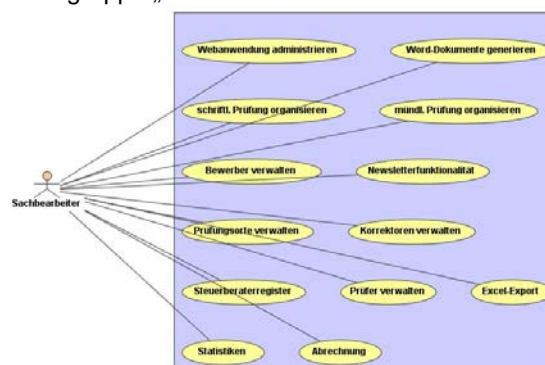 Webanwendung administrieren
Word-Dokumente generieren
schriftl. Prüfung organisieren
mündl. Prüfung organisieren
Bewerber verwalten
Newsletterfunktionalität
Sachbearbeiter
Prüfungsorte verwalten
Korrektoren verwalten
Steuerberaterregister
Prüfer verwalten
Excel-Export
Statistiken
Abrechnung